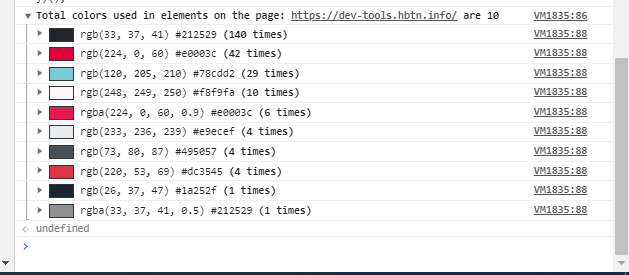 Total colors used in elements on the page: https://dev-tools.hbtn.info/ are 10 VM1835:86
rgb(33, 37, 41) #212529 (140 times) VM1835:88
rgb(224, 0, 60) #e0003c (42 times) VM1835:88
rgb(120, 205, 210) #78cdd2 (29 times) VM1835:88
rgb(248, 249, 250) #f8f9fa (10 times) VM1835:88
rgba(224, 0, 60, 0.9) #e0003c (6 times) VM1835:88
rgb(233, 236, 239) #e9ecef (4 times) VM1835:88
rgb(73, 80, 87) #495057 (4 times) VM1835:88
rgb(220, 53, 69) #dc3545 (4 times) VM1835:88
rgb(26, 37, 47) #1a252f (1 times) VM1835:88
rgba(33, 37, 41, 0.5) #212529 (1 times) VM1835:88
undefined